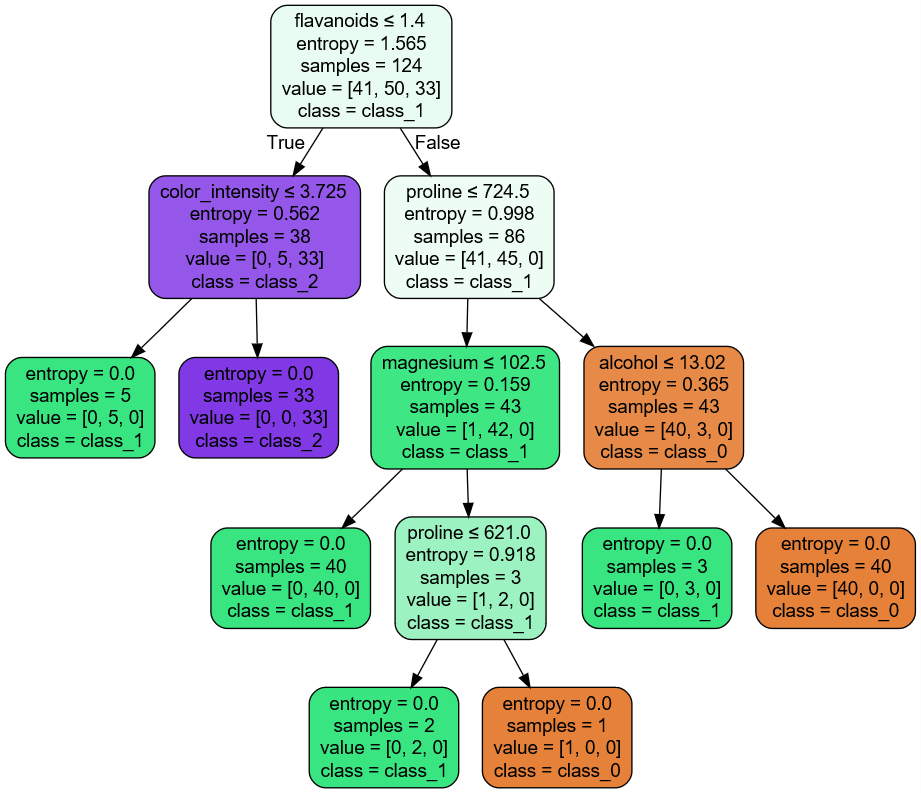 flavanoids ≤ 1.4
entropy = 1.565
samples = 124
value = [41, 50, 33]
class = class_1
True
False
color_intensity ≤ 3.725
entropy = 0.562
samples = 38
value = [0, 5, 33]
class = class_2
proline ≤ 724.5
entropy = 0.998
samples = 86
value = [41, 45, 0]
class = class_1
entropy = 0.0
samples = 5
value = [0, 5, 0]
class = class_1
entropy = 0.0
samples = 33
value = [0, 0, 33]
class = class_2
magnesium ≤ 102.5
entropy = 0.159
samples = 43
value = [1, 42, 0]
class = class_1
alcohol ≤ 13.02
entropy = 0.365
samples = 43
value = [40, 3, 0]
class = class_0
entropy = 0.0
samples = 40
value = [0, 40, 0]
class = class_1
proline ≤ 621.0
entropy = 0.918
samples = 3
value = [1, 2, 0]
class = class_1
entropy = 0.0
samples = 3
value = [0, 3, 0]
class = class_1
entropy = 0.0
samples = 40
value = [40, 0, 0]
class = class_0
entropy = 0.0
samples = 2
value = [0, 2, 0]
class = class_1
entropy = 0.0
samples = 1
value = [1, 0, 0]
class = class_0